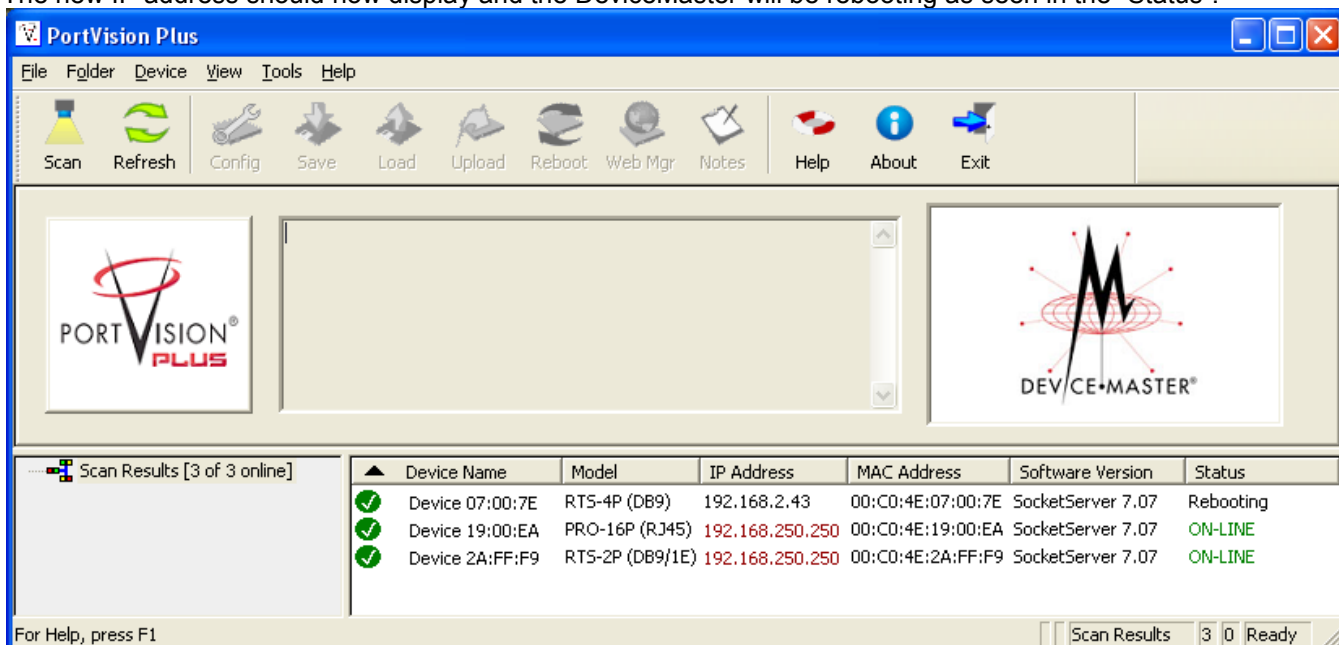 The new IP address should now display and the DeviceMaster will be rebooting as seen in the "Status".
PortVision Plus
File Folder Device View Tools Help
Scan Refresh Config Save Load Upload Reboot Web Mgr Notes Help About Exit
PORT VISION®
PLUS
DEVICE•MASTER®
Scan Results [3 of 3 online]
Device Name Model IP Address MAC Address Software Version Status
Device 07:00:7E RTS-4P (DB9) 192.168.2.43 00:C0:4E:07:00:7E SocketServer 7.07 Rebooting
Device 19:00:EA PRO-16P (RJ45) 192.168.250.250 00:C0:4E:19:00:EA SocketServer 7.07 ON-LINE
Device 2A:FF:F9 RTS-2P (DB9/1E) 192.168.250.250 00:C0:4E:2A:FF:F9 SocketServer 7.07 ON-LINE
For Help, press F1
Scan Results 3 0 Ready